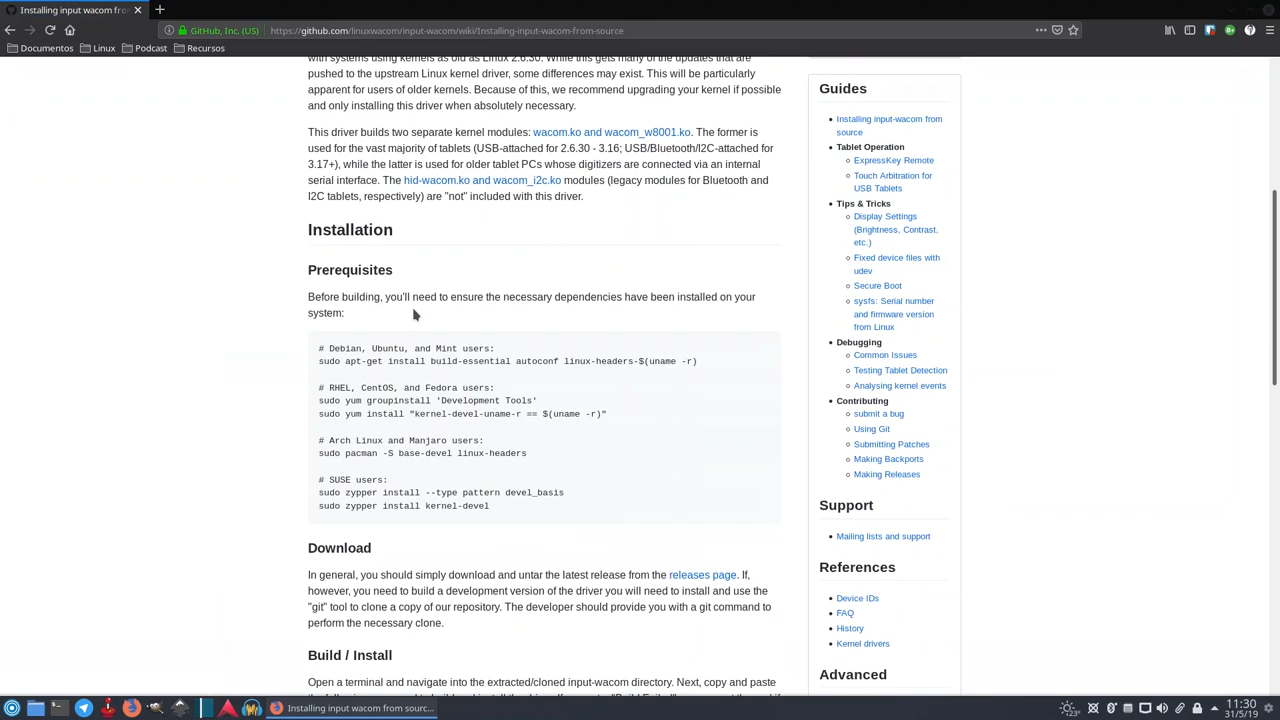 Installing input wacom fro
GitHub, Inc. (US)
https://github.com/linuxwacom/input-wacom/wiki/Installing-input-wacom-from-source
Documentos
Linux
Podcast
Recursos
with systems using kernels as old as Linux 2.6.30. While this gets many of the updates that are
pushed to the upstream Linux kernel driver, some differences may exist. This will be particularly
apparent for users of older kernels. Because of this, we recommend upgrading your kernel if possible
and only installing this driver when absolutely necessary.
This driver builds two separate kernel modules: wacom.ko and wacom_w8001.ko. The former is
used for the vast majority of tablets (USB-attached for 2.6.30 - 3.16; USB/Bluetooth/I2C-attached for
3.17+), while the latter is used for older tablet PCs whose digitizers are connected via an internal
serial interface. The hid-wacom.ko and wacom_i2c.ko modules (legacy modules for Bluetooth and
I2C tablets, respectively) are "not" included with this driver.
Installation
Prerequisites
Before building, you'll need to ensure the necessary dependencies have been installed on your
system:
# Debian, Ubuntu, and Mint users:
sudo apt-get install build-essential autoconf linux-headers-$(uname -r)
# RHEL, CentOS, and Fedora users:
sudo yum groupinstall 'Development Tools'
sudo yum install "kernel-devel-uname-r == $(uname -r)"
# Arch Linux and Manjaro users:
sudo pacman -S base-devel linux-headers
# SUSE users:
sudo zypper install --type pattern devel_basis
sudo zypper install kernel-devel
Download
In general, you should simply download and untar the latest release from the releases page. If,
however, you need to build a development version of the driver you will need to install and use the
"git" tool to clone a copy of our repository. The developer should provide you with a git command to
perform the necessary clone.
Build / Install
Open a terminal and navigate into the extracted/cloned input-wacom directory. Next, copy and paste
Guides
Installing input-wacom from
source
Tablet Operation
ExpressKey Remote
Touch Arbitration for
USB Tablets
Tips & Tricks
Display Settings
(Brightness, Contrast,
etc.)
Fixed device files with
udev
Secure Boot
sysfs: Serial number
and firmware version
from Linux
Debugging
Common Issues
Testing Tablet Detection
Analysing kernel events
Contributing
submit a bug
Using Git
Submitting Patches
Making Backports
Making Releases
Support
Mailing lists and support
References
Device IDs
FAQ
History
Kernel drivers
Advanced
Installing input wacom from sourc...
23°
11:30
31/5/19